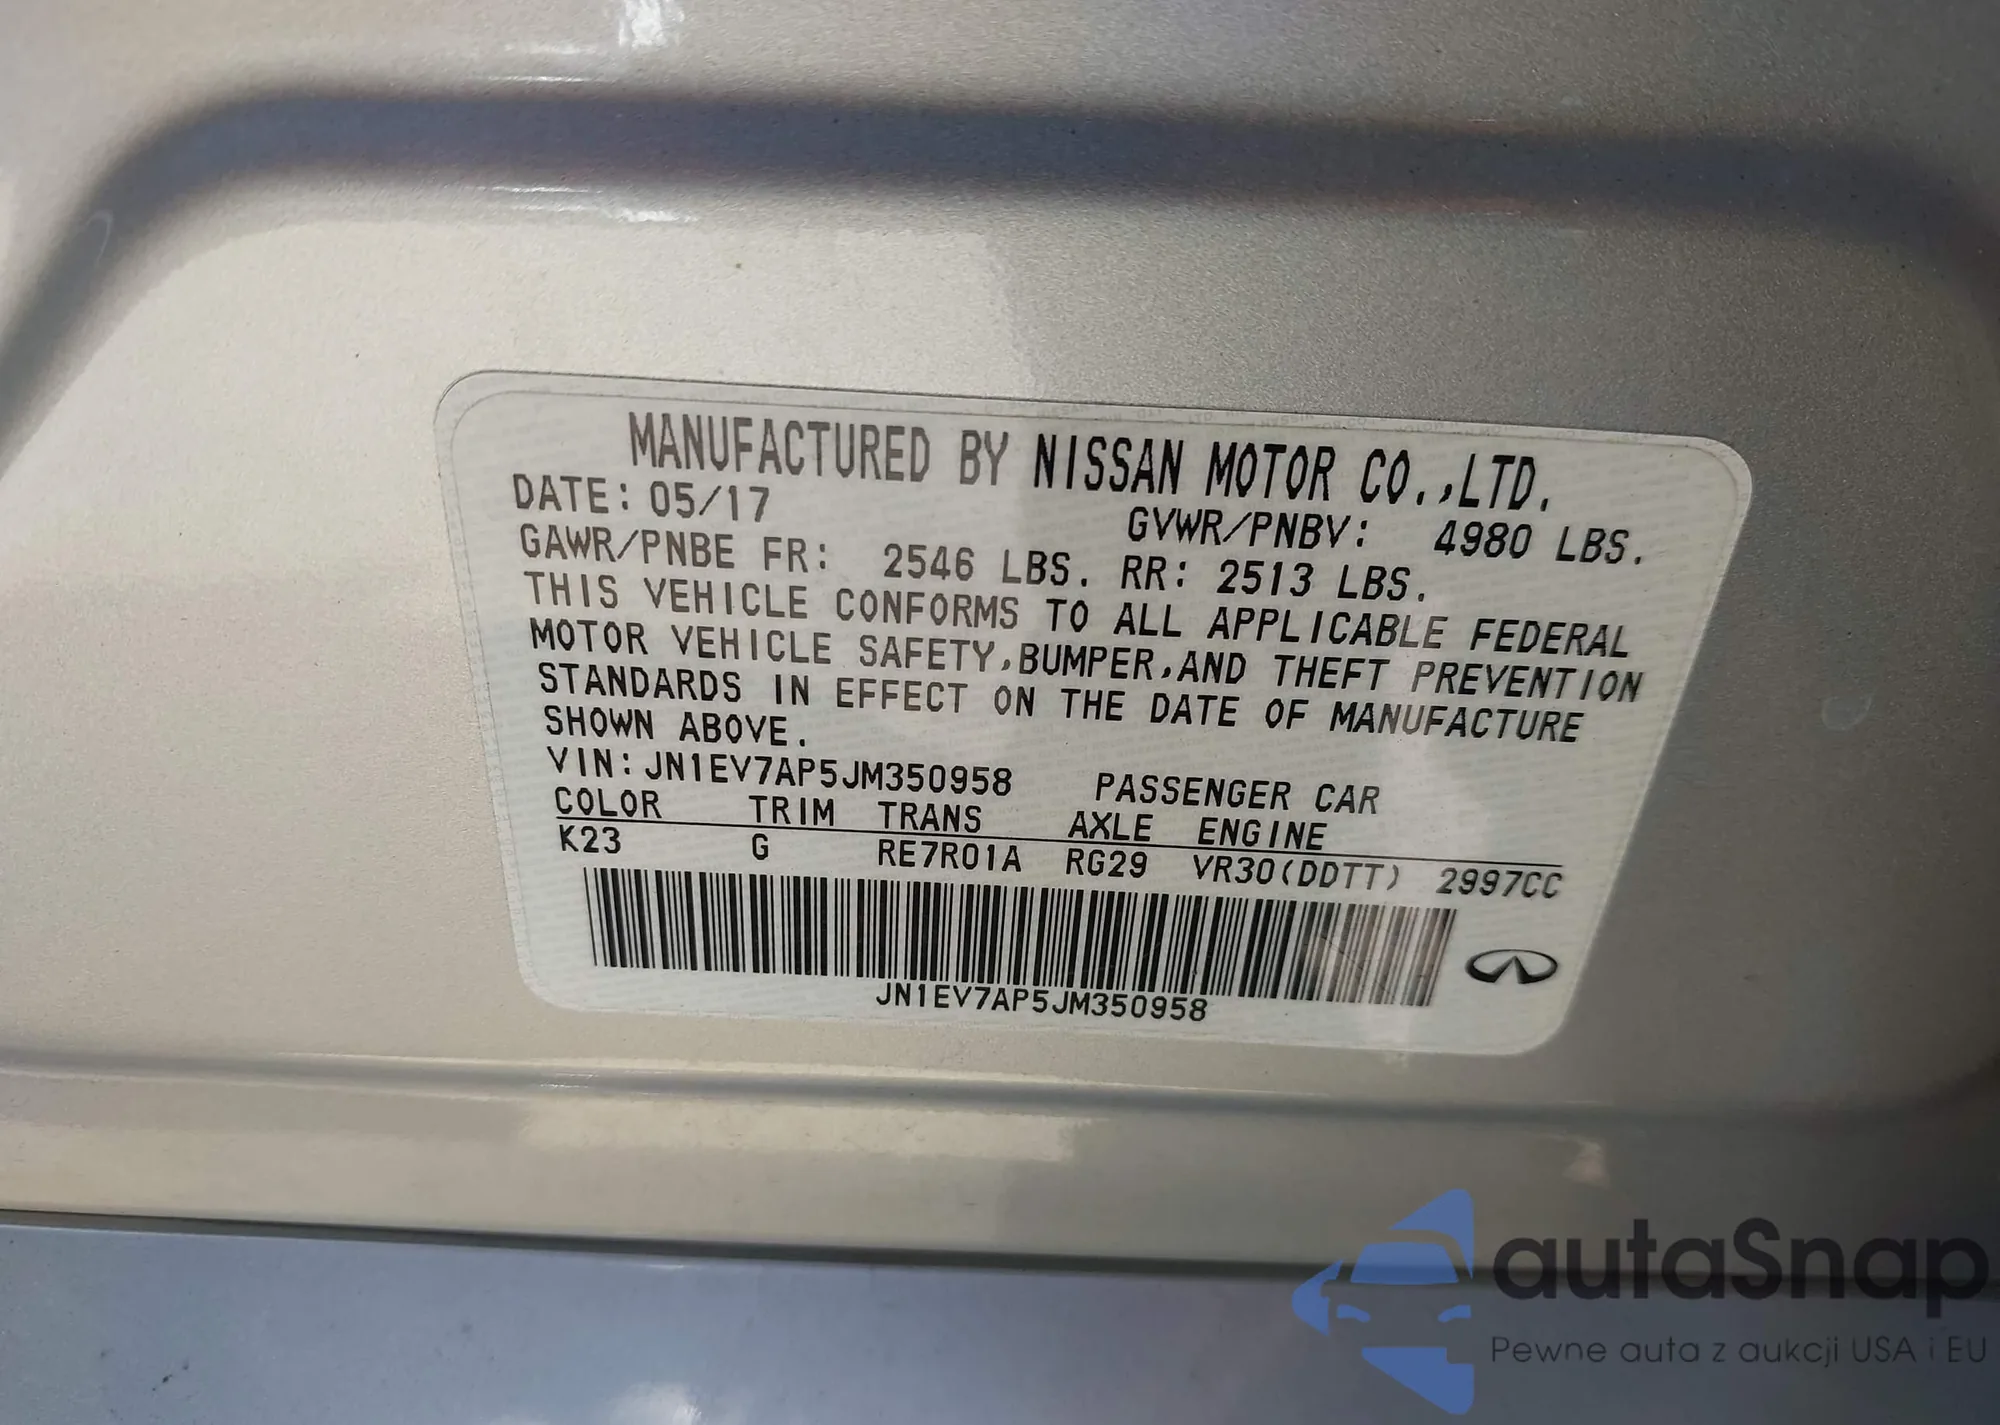 MANUFACTURED BY NISSAN MOTOR CO.,LTD.
DATE: 05/17 GVWR/PNBV: 4980 LBS.
GAWR/PNBE FR: 2546 LBS. RR: 2513 LBS.
THIS VEHICLE CONFORMS TO ALL APPLICABLE FEDERAL
MOTOR VEHICLE SAFETY,BUMPER,AND THEFT PREVENTION
STANDARDS IN EFFECT ON THE DATE OF MANUFACTURE
SHOWN ABOVE.
VIN:JN1EV7AP5JM350958 PASSENGER CAR
COLOR TRIM TRANS AXLE ENGINE
K23 G RE7R01A RG29 VR30(DDTT) 2997CC
JN1EV7AP5JM350958
autaSnap
Pewne auta z aukcji USA i EU